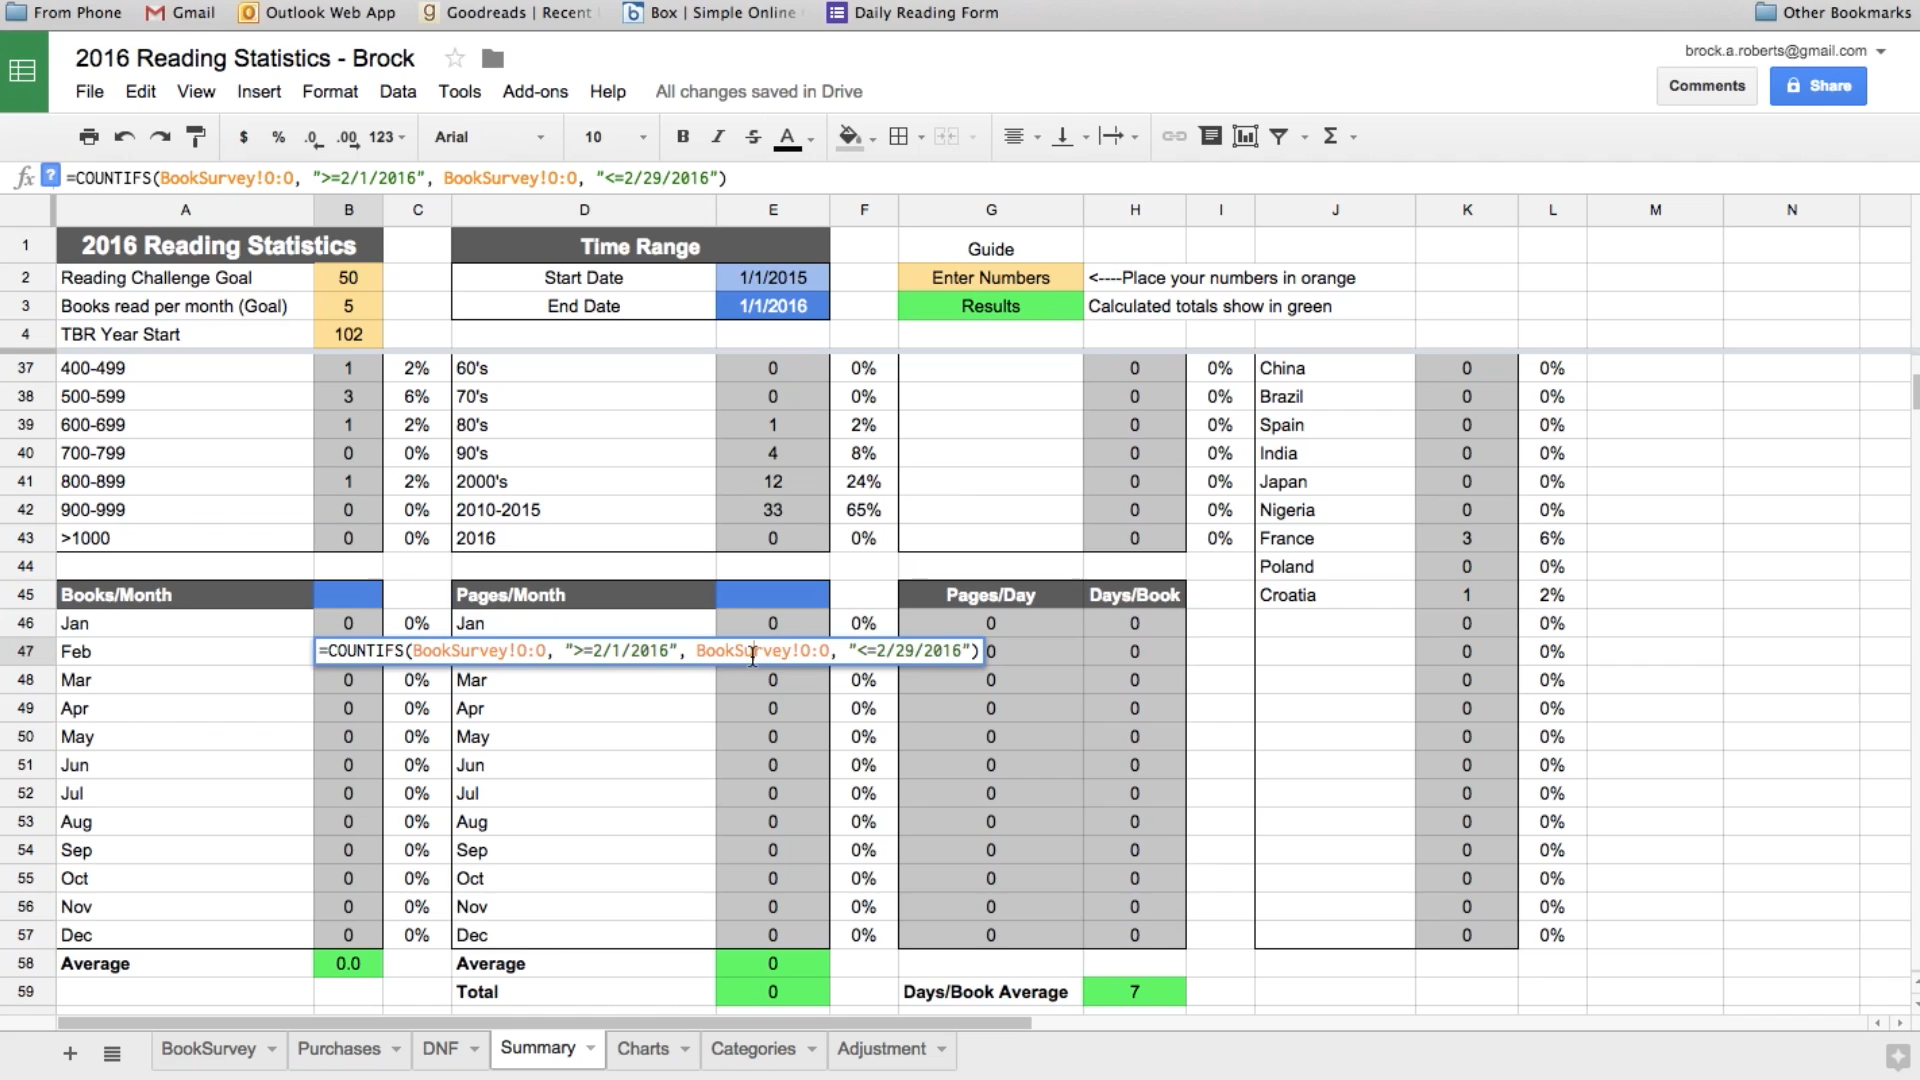 From Phone Gmail Outlook Web App Goodreads | Recent Box | Simple Online Daily Reading Form Other Bookmarks
2016 Reading Statistics - Brock brock.a.roberts@gmail.com
File Edit View Insert Format Data Tools Add-ons Help All changes saved in Drive Comments Share
$ % .0 .00 123 Arial 10 B I S A Σ
fx ? =COUNTIFS(BookSurvey!O:O, ">=2/1/2016", BookSurvey!O:O, "<=2/29/2016")
A B C D E F G H I J K L M N
1 2016 Reading Statistics Time Range Guide
2 Reading Challenge Goal 50 Start Date 1/1/2015 Enter Numbers <----Place your numbers in orange
3 Books read per month (Goal) 5 End Date 1/1/2016 Results Calculated totals show in green
4 TBR Year Start 102
37 400-499 1 2% 60's 0 0% 0 0% China 0 0%
38 500-599 3 6% 70's 0 0% 0 0% Brazil 0 0%
39 600-699 1 2% 80's 1 2% 0 0% Spain 0 0%
40 700-799 0 0% 90's 4 8% 0 0% India 0 0%
41 800-899 1 2% 2000's 12 24% 0 0% Japan 0 0%
42 900-999 0 0% 2010-2015 33 65% 0 0% Nigeria 0 0%
43 >1000 0 0% 2016 0 0% 0 0% France 3 6%
44 Poland 0 0%
45 Books/Month Pages/Month Pages/Day Days/Book Croatia 1 2%
46 Jan 0 0% Jan 0 0% 0 0 0 0%
47 Feb =COUNTIFS(BookSurvey!O:O, ">=2/1/2016", BookSurvey!O:O, "<=2/29/2016") 0 0 0 0%
48 Mar 0 0% Mar 0 0% 0 0 0 0%
49 Apr 0 0% Apr 0 0% 0 0 0 0%
50 May 0 0% May 0 0% 0 0 0 0%
51 Jun 0 0% Jun 0 0% 0 0 0 0%
52 Jul 0 0% Jul 0 0% 0 0 0 0%
53 Aug 0 0% Aug 0 0% 0 0 0 0%
54 Sep 0 0% Sep 0 0% 0 0 0 0%
55 Oct 0 0% Oct 0 0% 0 0 0 0%
56 Nov 0 0% Nov 0 0% 0 0 0 0%
57 Dec 0 0% Dec 0 0% 0 0 0 0%
58 Average 0.0 Average 0
59 Total 0 Days/Book Average 7
+ BookSurvey Purchases DNF Summary Charts Categories Adjustment